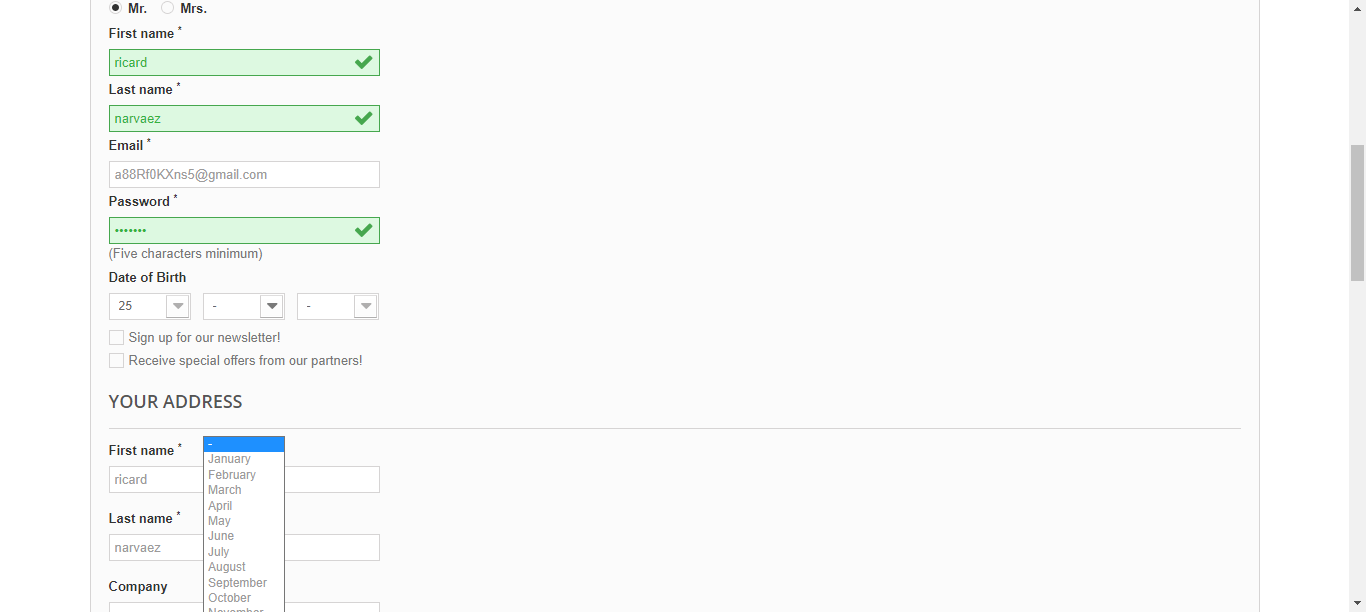 Mr. Mrs.
First name *
ricard
Last name *
narvaez
Email *
a88Rf0KXns5@gmail.com
Password *
•••••••
(Five characters minimum)
Date of Birth
25 - -
Sign up for our newsletter!
Receive special offers from our partners!
YOUR ADDRESS
First name *
ricard
Last name *
narvaez
Company
-
January
February
March
April
May
June
July
August
September
October
November